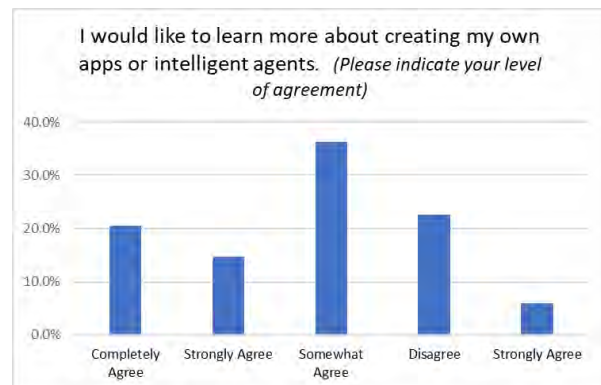 I would like to learn more about creating my own
apps or intelligent agents. (Please indicate your level
of agreement)
40.0%
30.0%
20.0%
10.0%
0.0%
Completely Agree
Strongly Agree
Somewhat Agree
Disagree
Strongly Agree